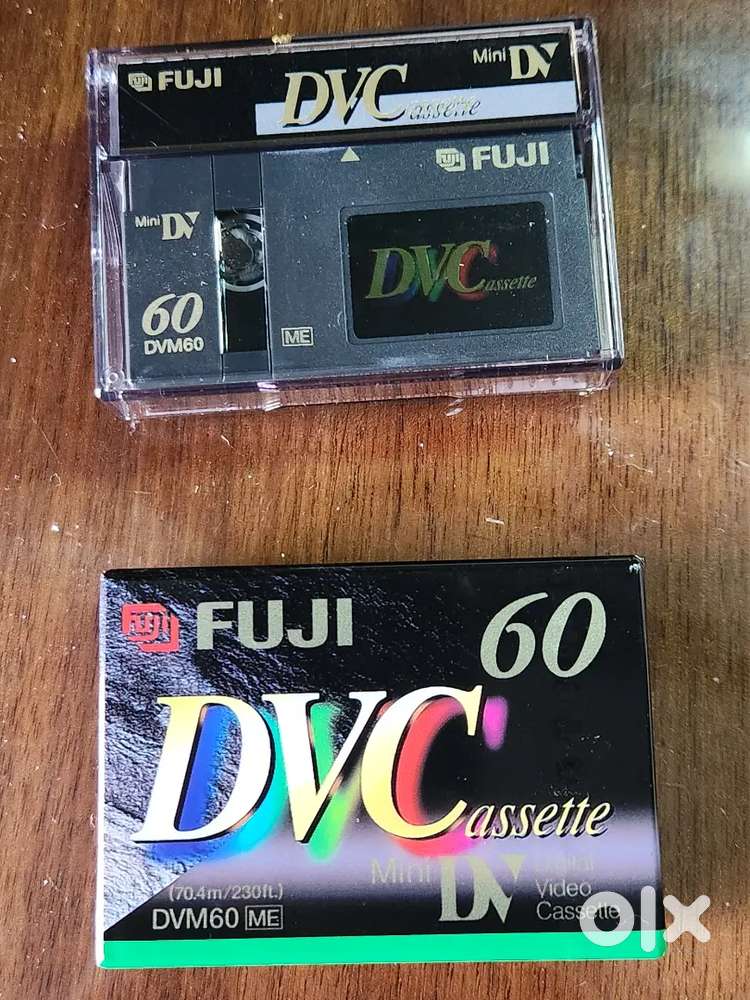 FUJI DVCassette Mini DV
FUJI
Mini DV
DVCassette
60
DVM60
ME
FUJI 60
DVCassette
Mini DV Digital
Video
Cassette
(70.4m/230ft.)
DVM60 ME
olx